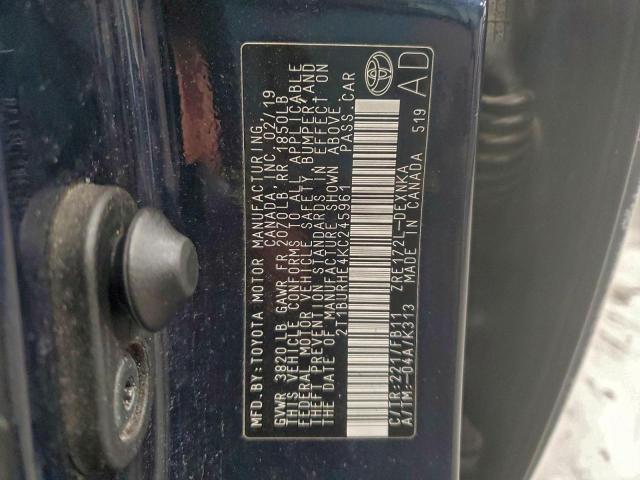 MFD.BY:TOYOTA MOTOR MANUFACTURING
CANADA,INC. 02/19
GVWR 3820 LB GAWR FR 2070 LB, RR 1850LB
THIS VEHICLE CONFORMS TO ALL APPLICABLE
FEDERAL MOTOR VEHICLE SAFETY, BUMPER, AND
THEFT PREVENTION STANDARDS IN EFFECT ON
THE DATE OF MANUFACTURE SHOWN ABOVE.
2T1BURHE4KC245961 PASS.CAR
C/TR:221/FB11 ZRE172L-DEXNKA
A/TM:-04A/K313 MADE IN CANADA 519
AD